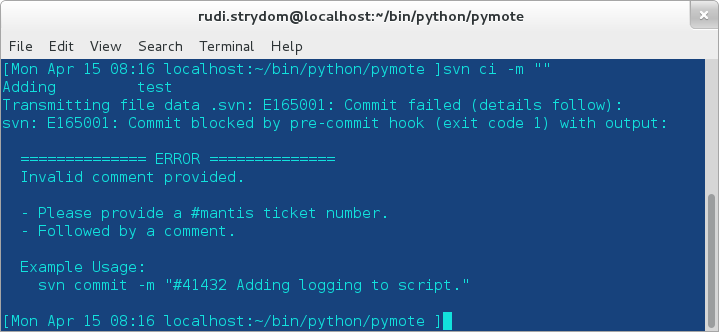 rudi.strydom@localhost:~/bin/python/pymote
File Edit View Search Terminal Help
[Mon Apr 15 08:16 localhost:~/bin/python/pymote ]svn ci -m ""
Adding         test
Transmitting file data .svn: E165001: Commit failed (details follow):
svn: E165001: Commit blocked by pre-commit hook (exit code 1) with output:
============== ERROR ==============
Invalid comment provided.
- Please provide a #mantis ticket number.
- Followed by a comment.
Example Usage:
svn commit -m "#41432 Adding logging to script."
[Mon Apr 15 08:16 localhost:~/bin/python/pymote ]